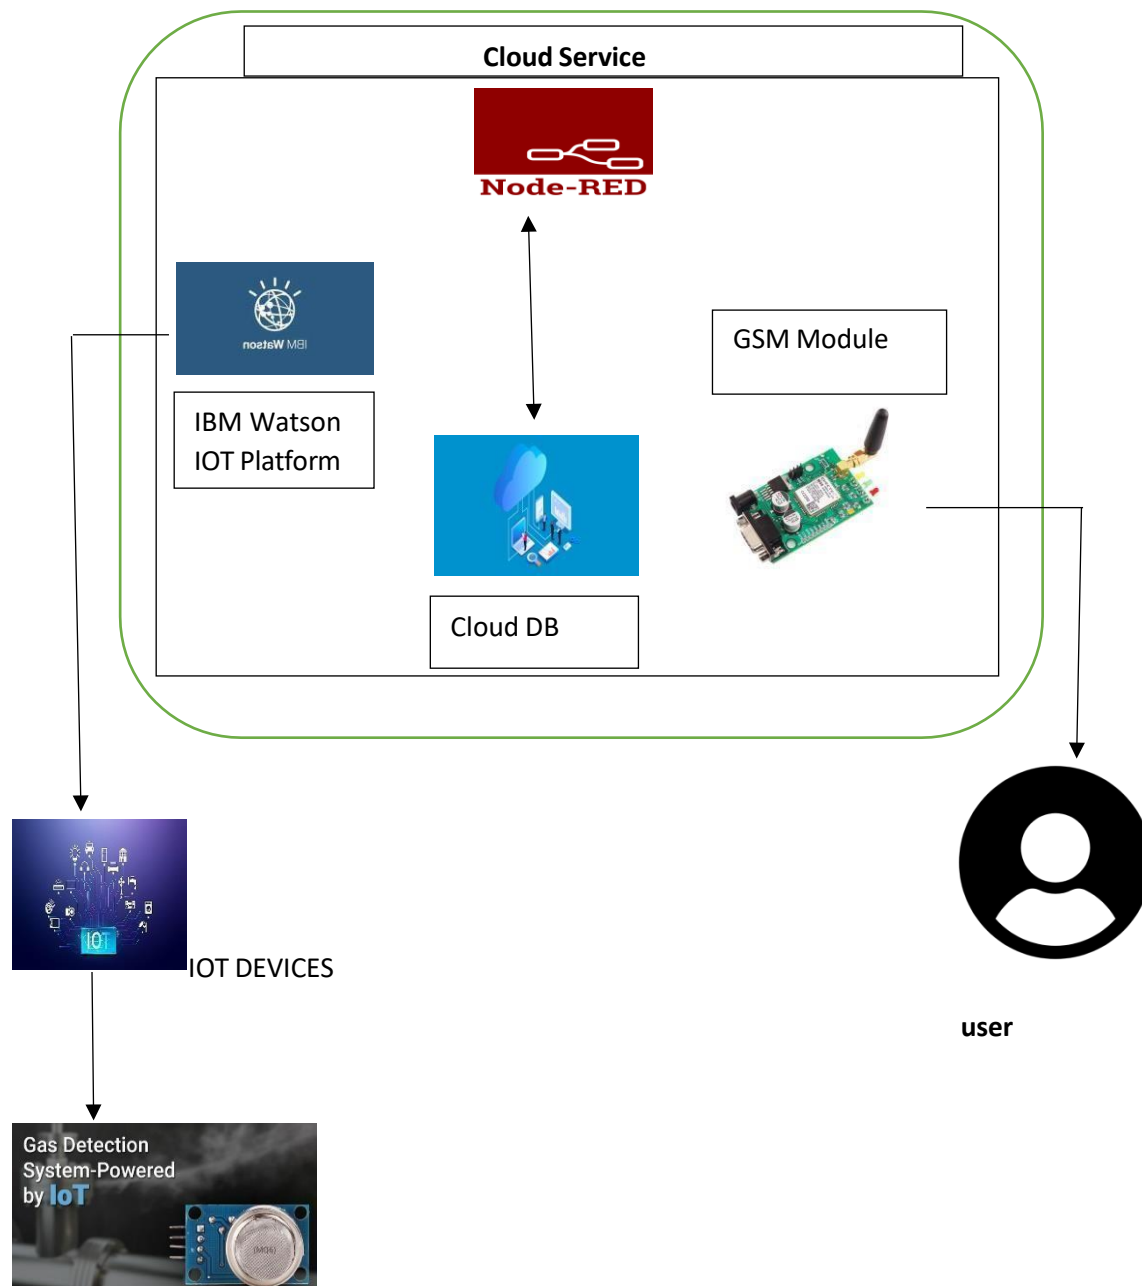 Cloud Service
Node-RED
IBM Watson
GSM Module
IBM Watson
IOT Platform
Cloud DB
IOT
IOT DEVICES
user
Gas Detection
System-Powered
by IoT
(MQ6)